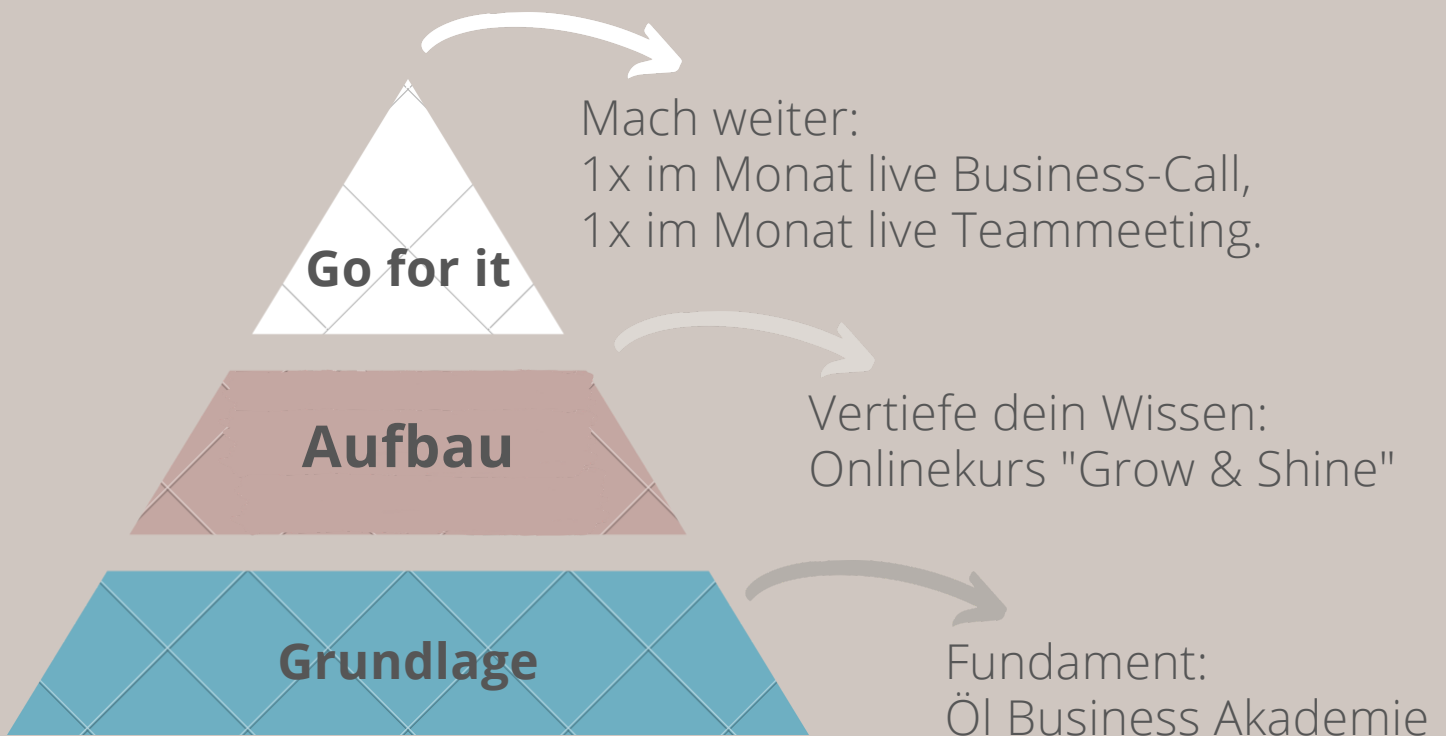 Mach weiter:
1x im Monat live Business-Call,
1x im Monat live Teammeeting.
Go for it
Vertiefe dein Wissen:
Onlinekurs "Grow & Shine"
Aufbau
Fundament:
Öl Business Akademie
Grundlage